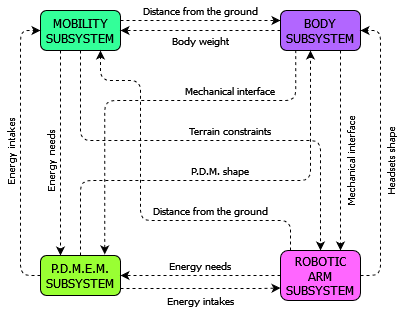 Distance from the ground
MOBILITY
SUBSYSTEM
BODY
SUBSYSTEM
Body weight
Mechanical interface
Energy intakes
Energy needs
Terrain constraints
Mechanical interface
Headsets shape
P.D.M. shape
Distance from the ground
P.D.M.E.M.
SUBSYSTEM
Energy needs
ROBOTIC
ARM
SUBSYSTEM
Energy intakes